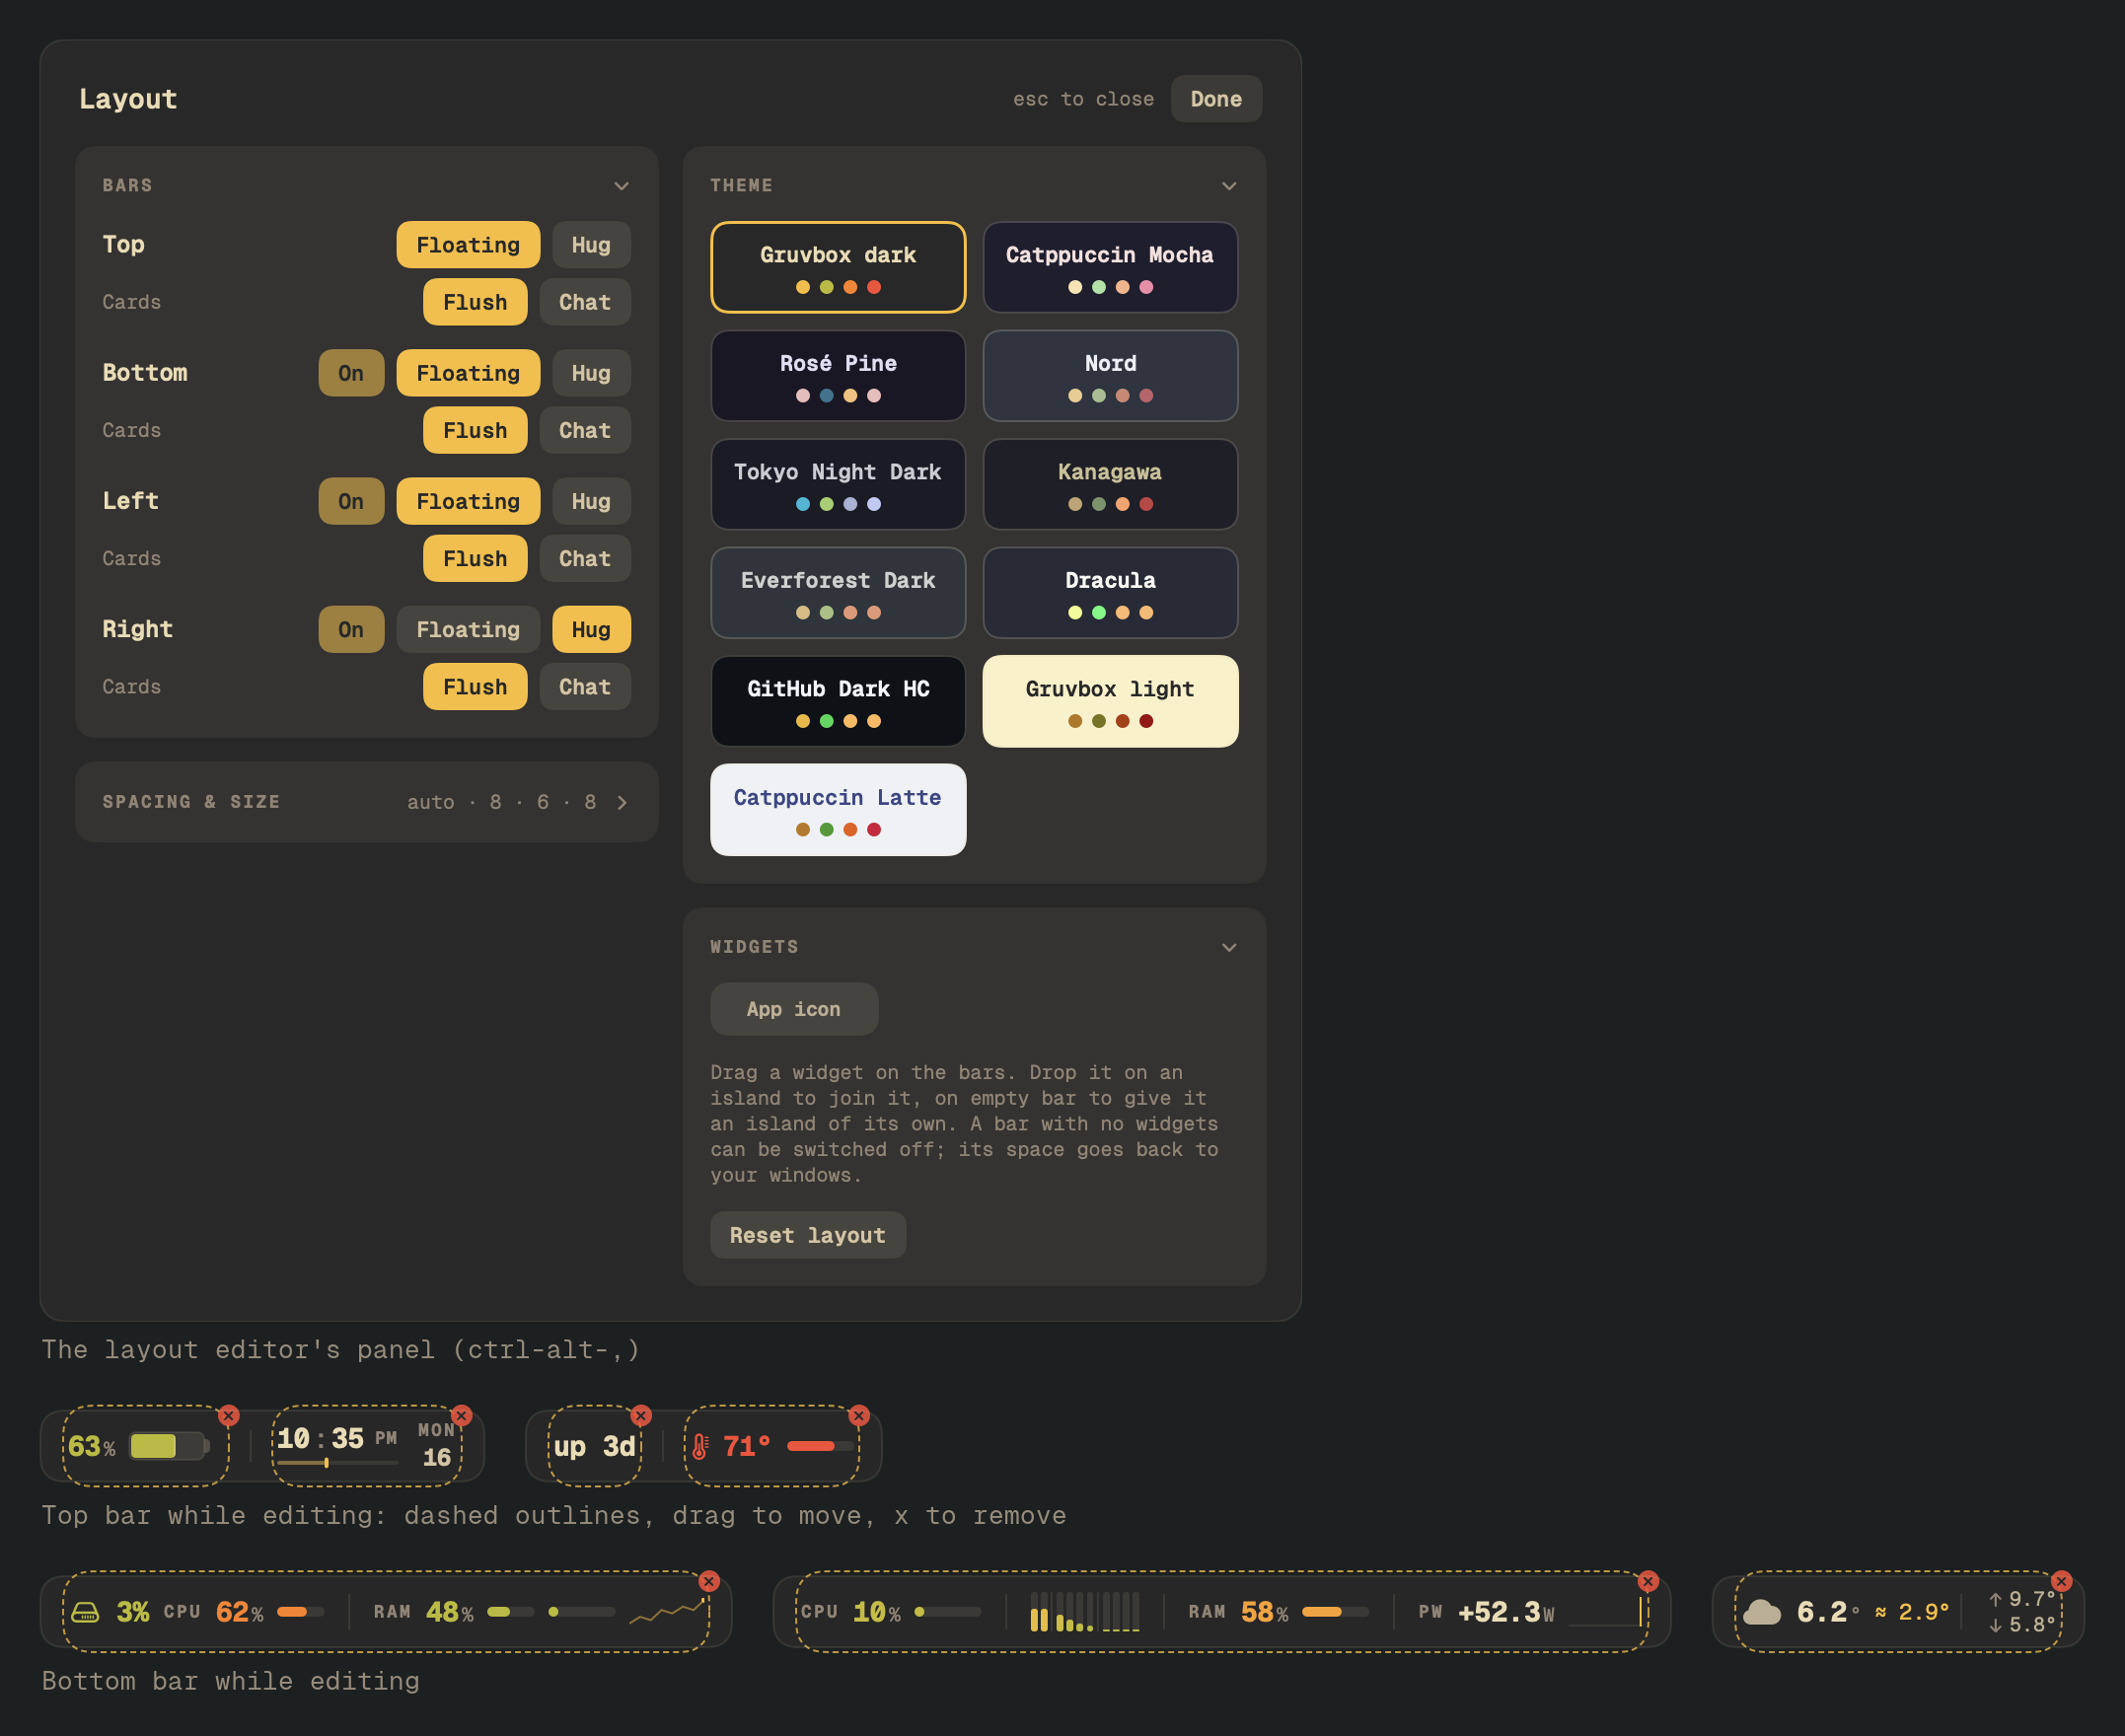 Layout
esc to close Done
BARS
Top Floating Hug
Cards Flush Chat
Bottom On Floating Hug
Cards Flush Chat
Left On Floating Hug
Cards Flush Chat
Right On Floating Hug
Cards Flush Chat
SPACING & SIZE auto · 8 · 6 · 8
THEME
Gruvbox dark Catppuccin Mocha
Rosé Pine Nord
Tokyo Night Dark Kanagawa
Everforest Dark Dracula
GitHub Dark HC Gruvbox light
Catppuccin Latte
WIDGETS
App icon
Drag a widget on the bars. Drop it on an
island to join it, on empty bar to give it
an island of its own. A bar with no widgets
can be switched off; its space goes back to
your windows.
Reset layout
The layout editor's panel (ctrl-alt-,)
63% 10:35 PM MON 16 up 3d 71°
Top bar while editing: dashed outlines, drag to move, x to remove
3% CPU 62% RAM 48% CPU 10% RAM 58% PW +52.3W 6.2° ≈ 2.9° ↑ 9.7° ↓ 5.8°
Bottom bar while editing